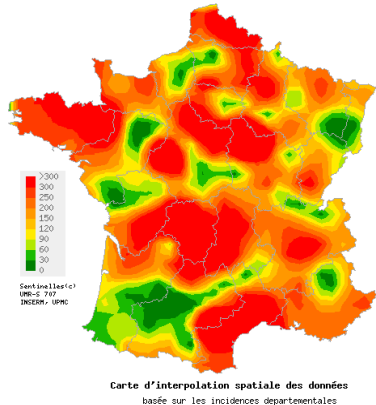 >300
300
250
200
150
120
90
60
30
0
Sentinelles(c)
UMR-S 707
INSERM, UPMC
Carte d'interpolation spatiale des données
basée sur les incidences departementales